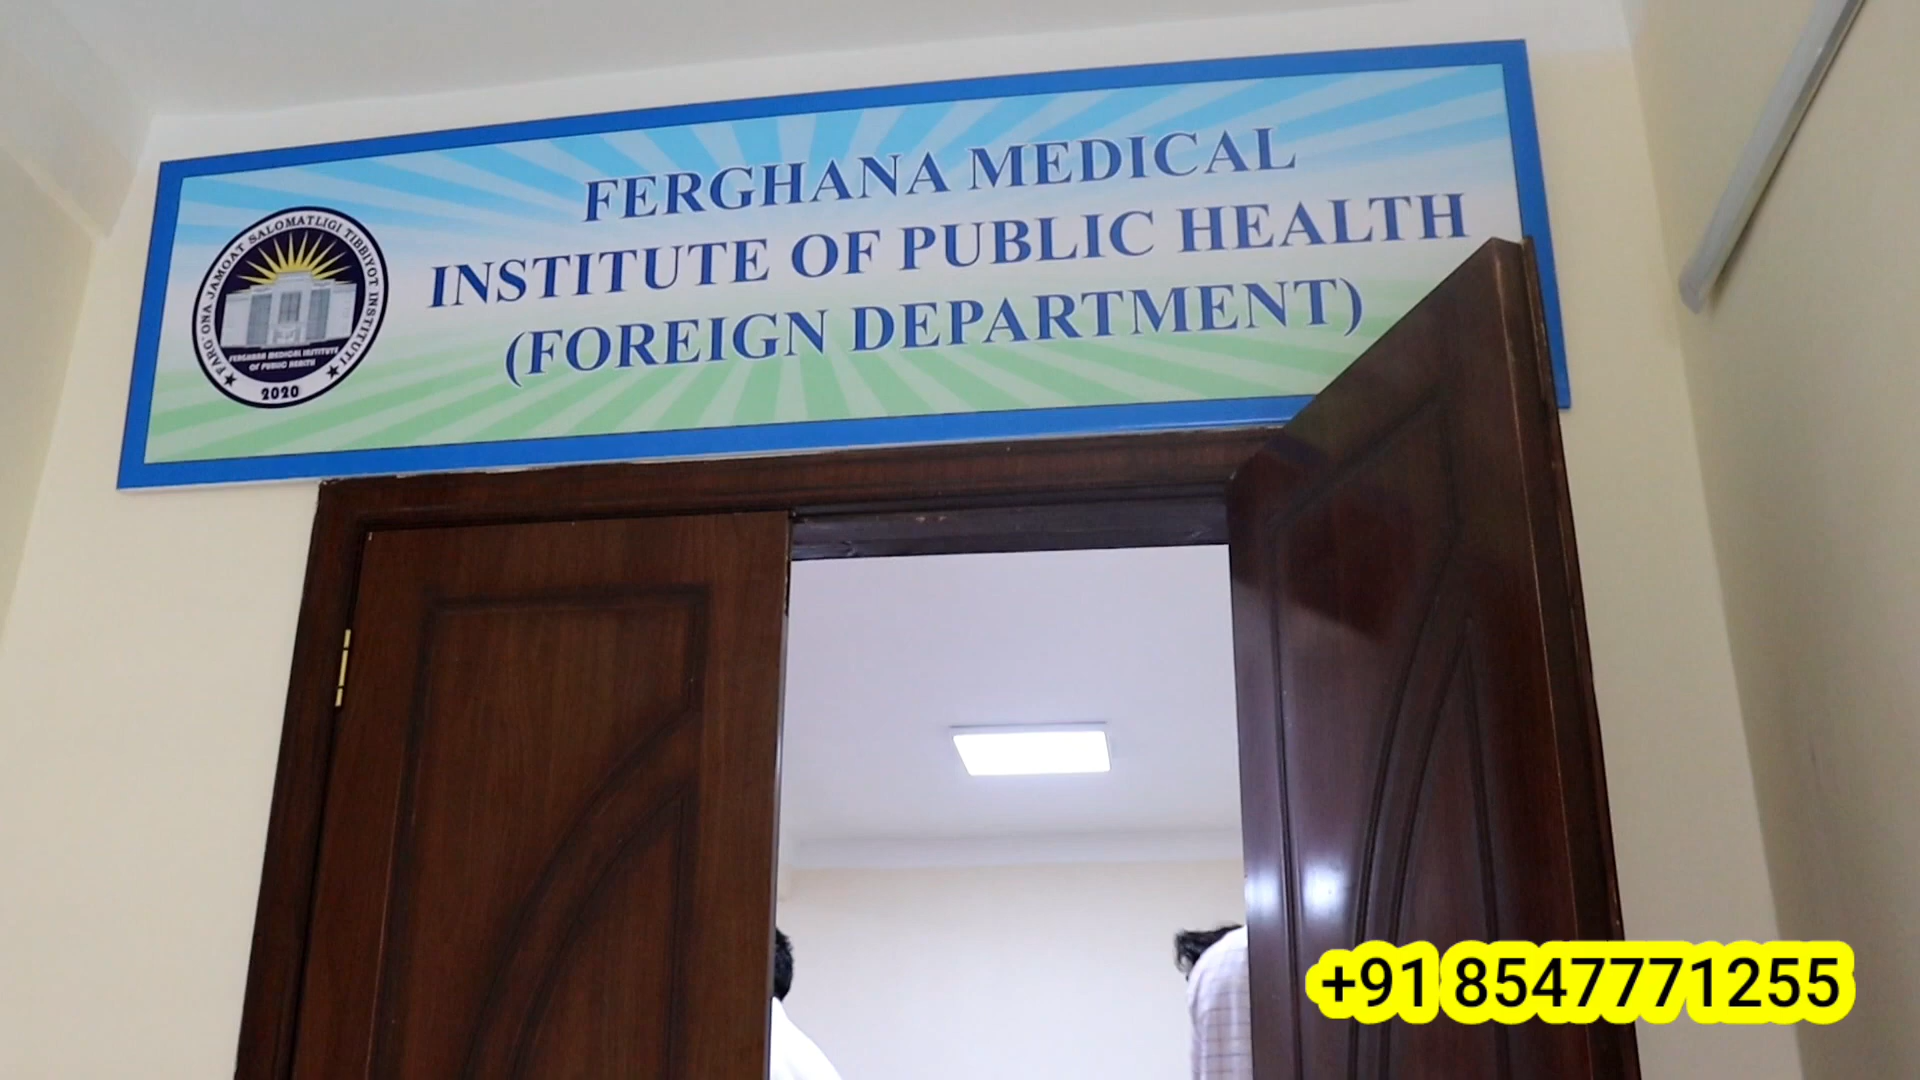 FERGHANA MEDICAL
INSTITUTE OF PUBLIC HEALTH
(FOREIGN DEPARTMENT)
FARG'ONA JAMOAT SALOMATLIGI TIBBIYOT INSTITUTI
FERGHANA MEDICAL INSTITUTE
OF PUBLIC HEALTH
2020
+91 8547771255